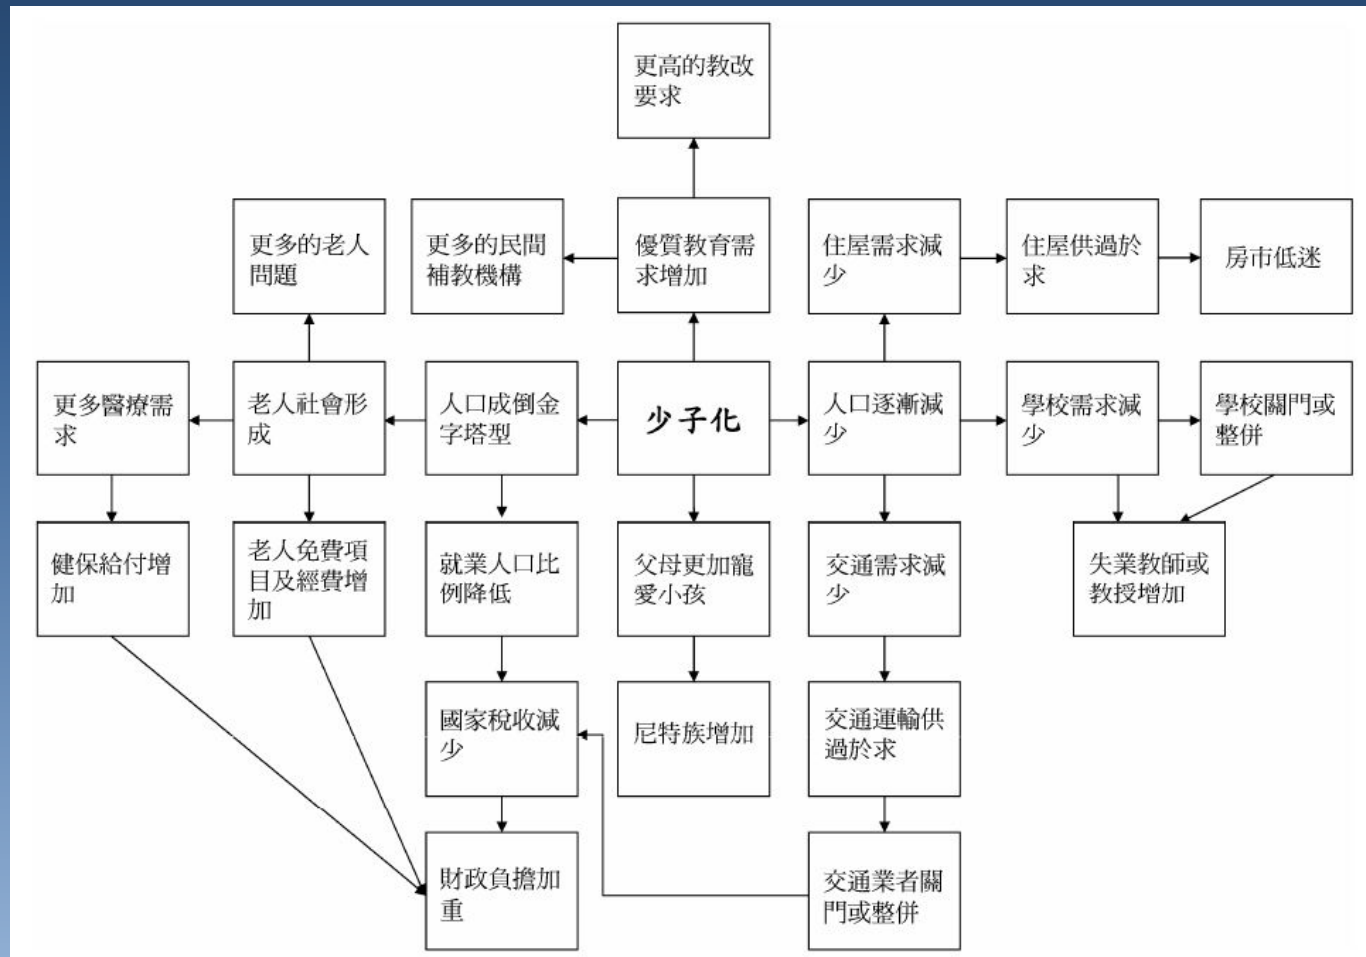 更高的教改
要求
更多的老人
問題
更多的民間
補教機構
優質教育需
求增加
住屋需求減
少
住屋供過於
求
房市低迷
更多醫療需
求
老人社會形
成
人口成倒金
字塔型
少子化
人口逐漸減
少
學校需求減
少
學校關門或
整併
健保給付增
加
老人免費項
目及經費增
加
就業人口比
例降低
父母更加寵
愛小孩
交通需求減
少
失業教師或
教授增加
國家稅收減
少
尼特族增加
交通運輸供
過於求
財政負擔加
重
交通業者關
門或整併